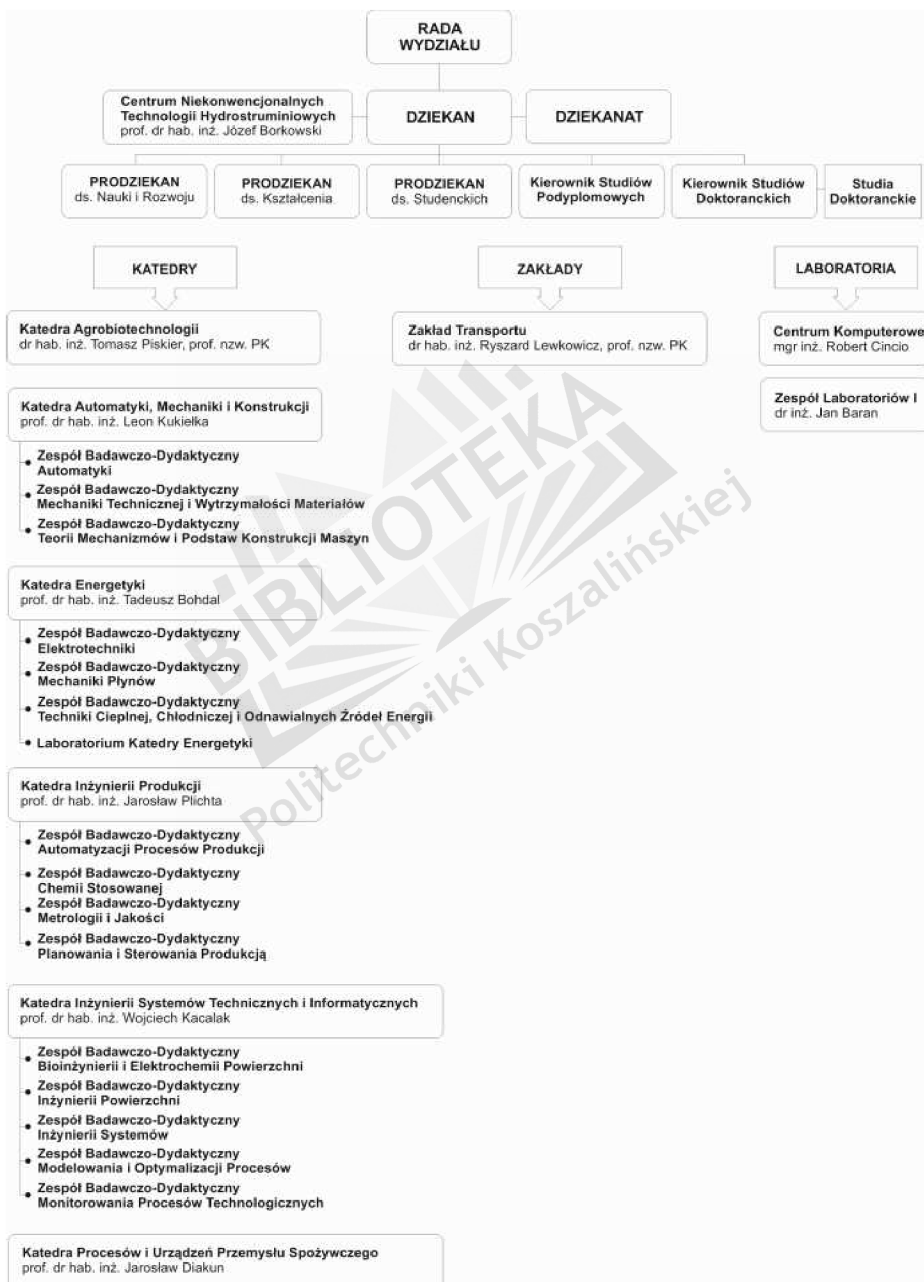 RADA
WYDZIAŁU
Centrum Niekonwencjonalnych
Technologii Hydrostruminiowych
prof. dr hab. inż. Józef Borkowski
DZIEKAN
DZIEKANAT
PRODZIEKAN
ds. Nauki i Rozwoju
PRODZIEKAN
ds. Kształcenia
PRODZIEKAN
ds. Studenckich
Kierownik Studiów
Podyplomowych
Kierownik Studiów
Doktoranckich
Studia
Doktoranckie
KATEDRY
ZAKŁADY
LABORATORIA
Katedra Agrobiotechnologii
dr hab. inż. Tomasz Piskier, prof. nzw. PK
Zakład Transportu
dr hab. inż. Ryszard Lewkowicz, prof. nzw. PK
Centrum Komputerowe
mgr inż. Robert Cincio
Katedra Automatyki, Mechaniki i Konstrukcji
prof. dr hab. inż. Leon Kukiełka
Zespół Laboratoriów I
dr inż. Jan Baran
Zespół Badawczo-Dydaktyczny
Automatyki
Zespół Badawczo-Dydaktyczny
Mechaniki Technicznej i Wytrzymałości Materiałów
Zespół Badawczo-Dydaktyczny
Teorii Mechanizmów i Podstaw Konstrukcji Maszyn
Katedra Energetyki
prof. dr hab. inż. Tadeusz Bohdal
Zespół Badawczo-Dydaktyczny
Elektrotechniki
Zespół Badawczo-Dydaktyczny
Mechaniki Płynów
Zespół Badawczo-Dydaktyczny
Techniki Cieplnej, Chłodniczej i Odnawialnych Źródeł Energii
Laboratorium Katedry Energetyki
Katedra Inżynierii Produkcji
prof. dr hab. inż. Jarosław Plichta
Zespół Badawczo-Dydaktyczny
Automatyzacji Procesów Produkcji
Zespół Badawczo-Dydaktyczny
Chemii Stosowanej
Zespół Badawczo-Dydaktyczny
Metrologii i Jakości
Zespół Badawczo-Dydaktyczny
Planowania i Sterowania Produkcją
Katedra Inżynierii Systemów Technicznych i Informatycznych
prof. dr hab. inż. Wojciech Kacalak
Zespół Badawczo-Dydaktyczny
Bioinżynierii i Elektrochemii Powierzchni
Zespół Badawczo-Dydaktyczny
Inżynierii Powierzchni
Zespół Badawczo-Dydaktyczny
Inżynierii Systemów
Zespół Badawczo-Dydaktyczny
Modelowania i Optymalizacji Procesów
Zespół Badawczo-Dydaktyczny
Monitorowania Procesów Technologicznych
Katedra Procesów i Urządzeń Przemysłu Spożywczego
prof. dr hab. inż. Jarosław Diakun
BIBLIOTEKA
Politechniki Koszalińskiej